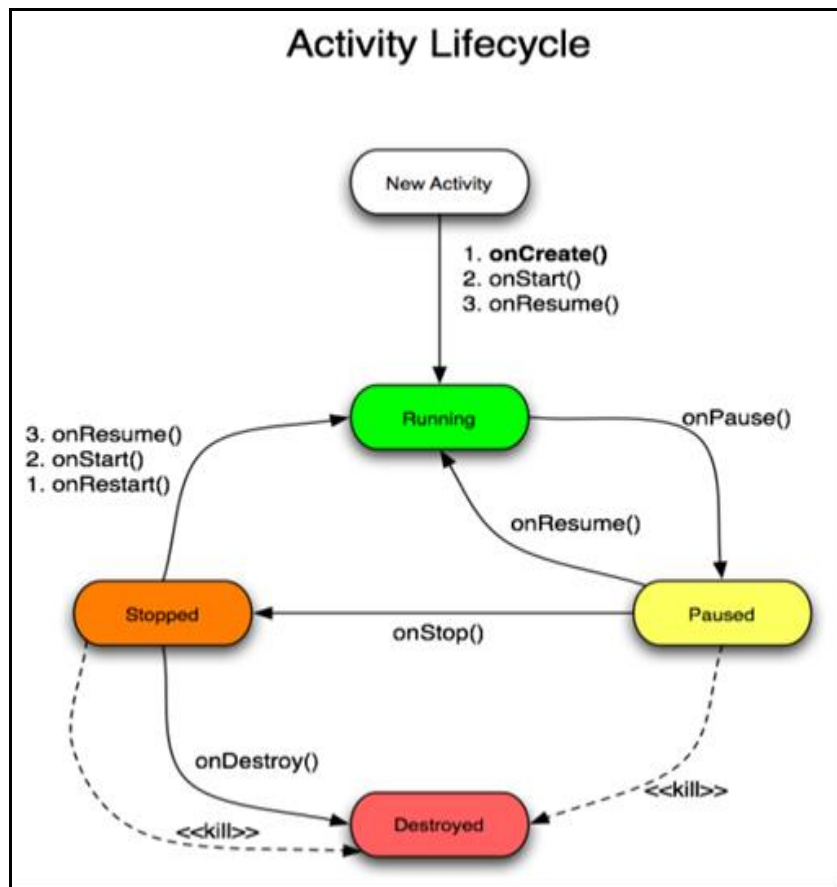 Activity Lifecycle
New Activity
1. onCreate()
2. onStart()
3. onResume()
Running
onPause()
3. onResume()
2. onStart()
1. onRestart()
onResume()
Stopped
Paused
onStop()
onDestroy()
<<kill>>
<<kill>>
Destroyed